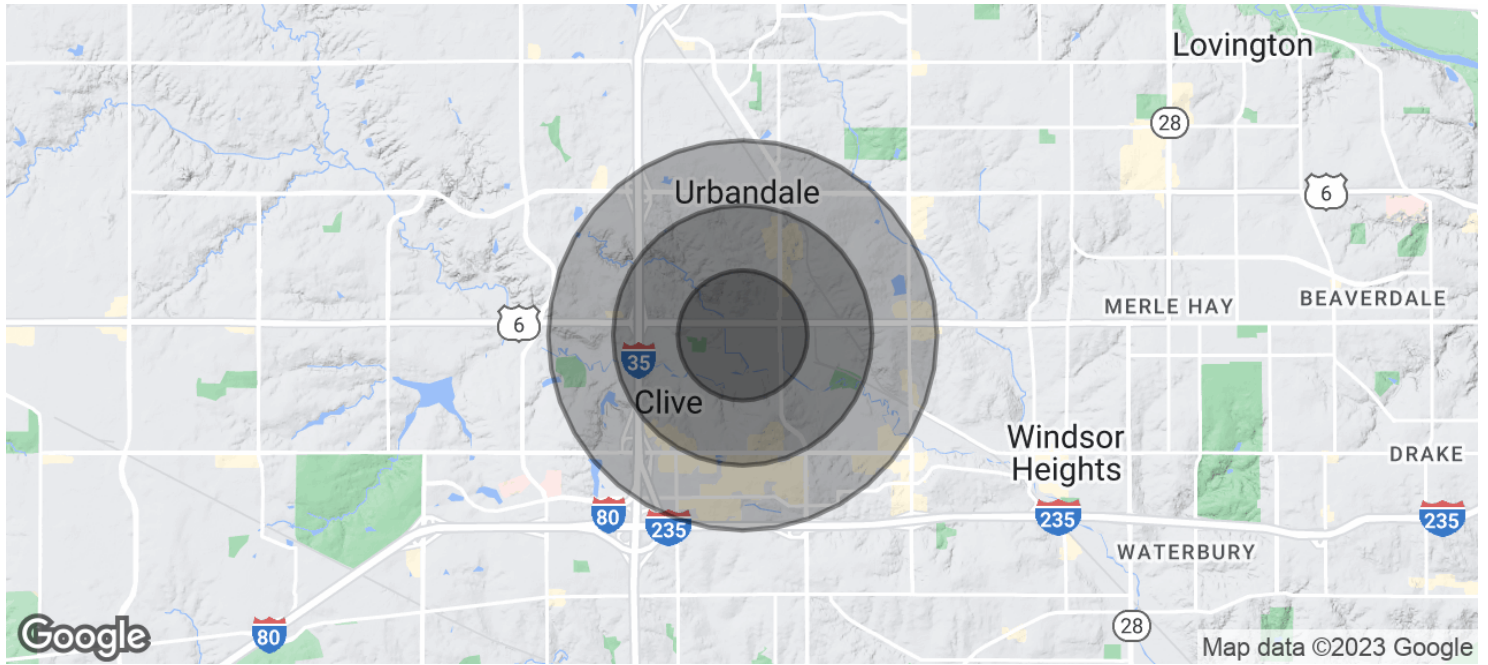 Lovington
28
Urbandale
6
MERLE HAY
BEAVERDALE
6
35
Clive
Windsor
Heights
DRAKE
80
235
235
235
WATERBURY
80
28
Google
Map data ©2023 Google